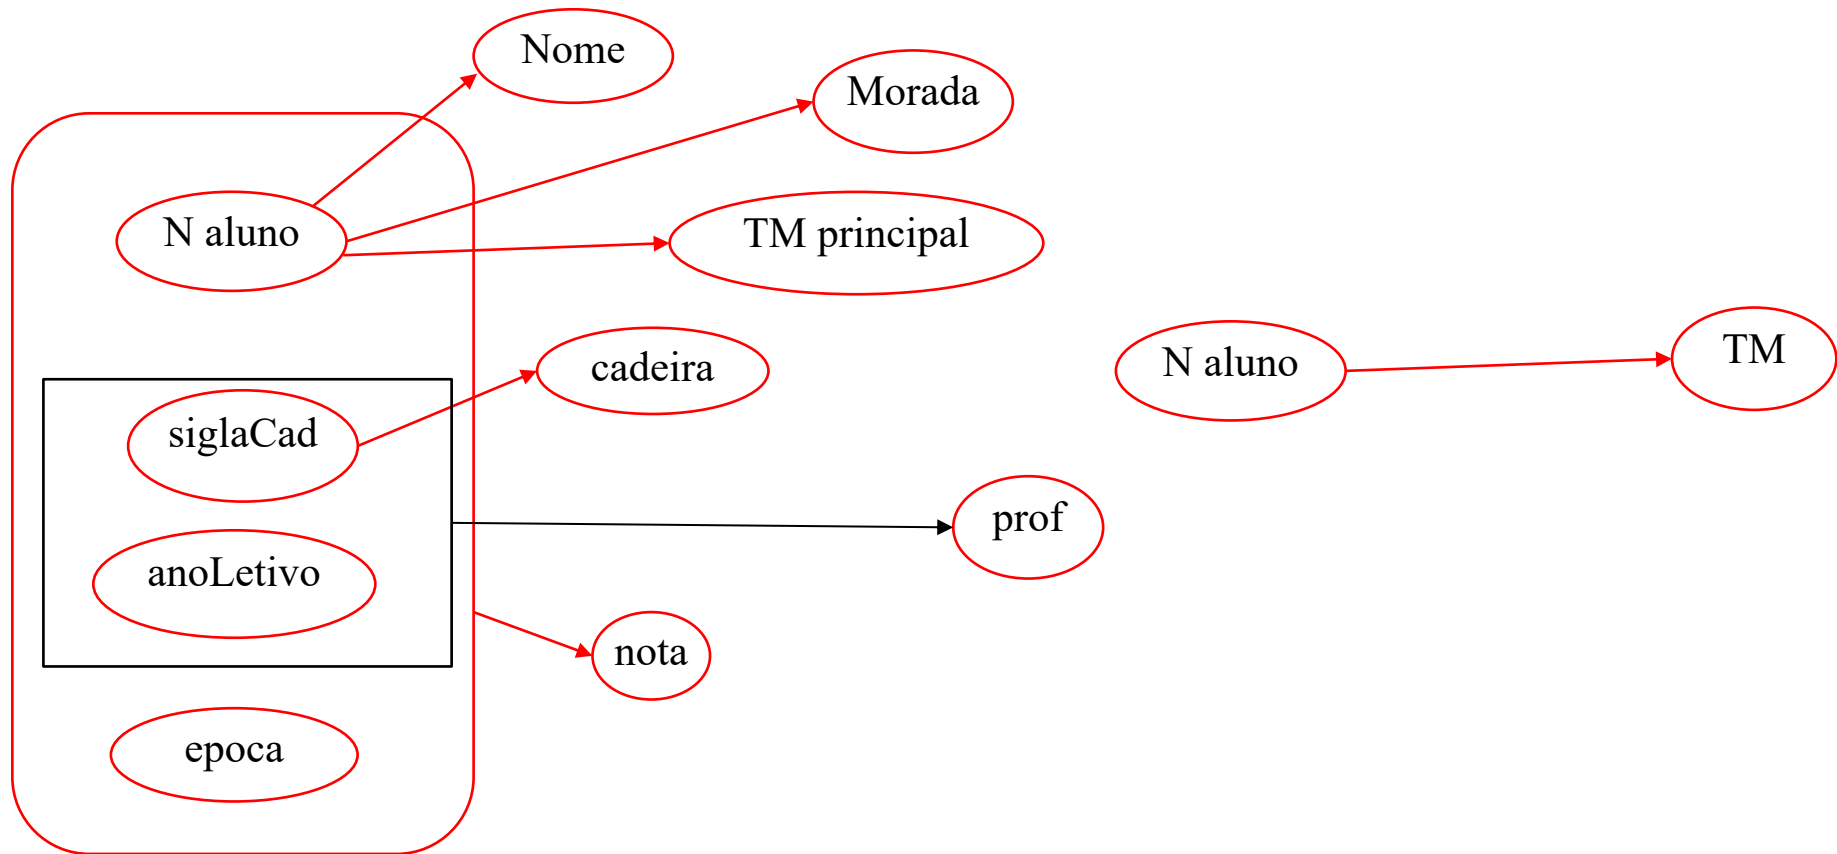 Nome
Morada
N aluno
TM principal
cadeira
N aluno
TM
siglaCad
prof
anoLetivo
nota
epoca